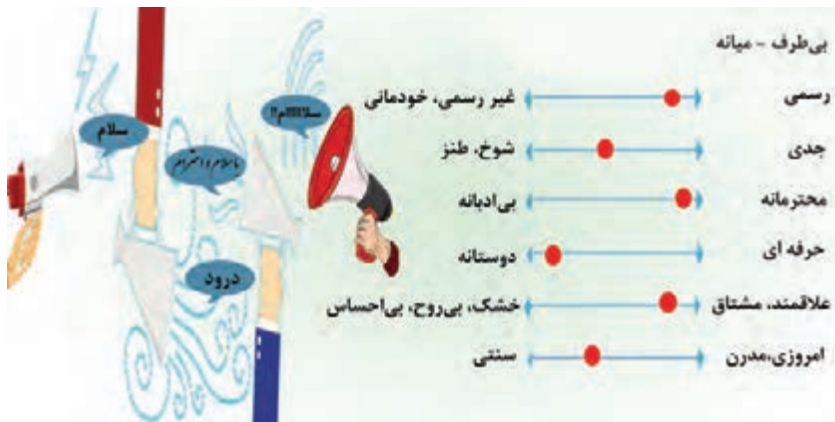 بی‌طرف - میانه
رسمی غیر رسمی، خودمانی
جدی شوخ، طنز
محترمانه بی‌ادبانه
حرفه ای دوستانه
علاقمند، مشتاق خشک، بی‌روح، بی‌احساس
امروزی،مدرن سنتی
سلااااااام!!
سلام
با سلام و احترام
درود